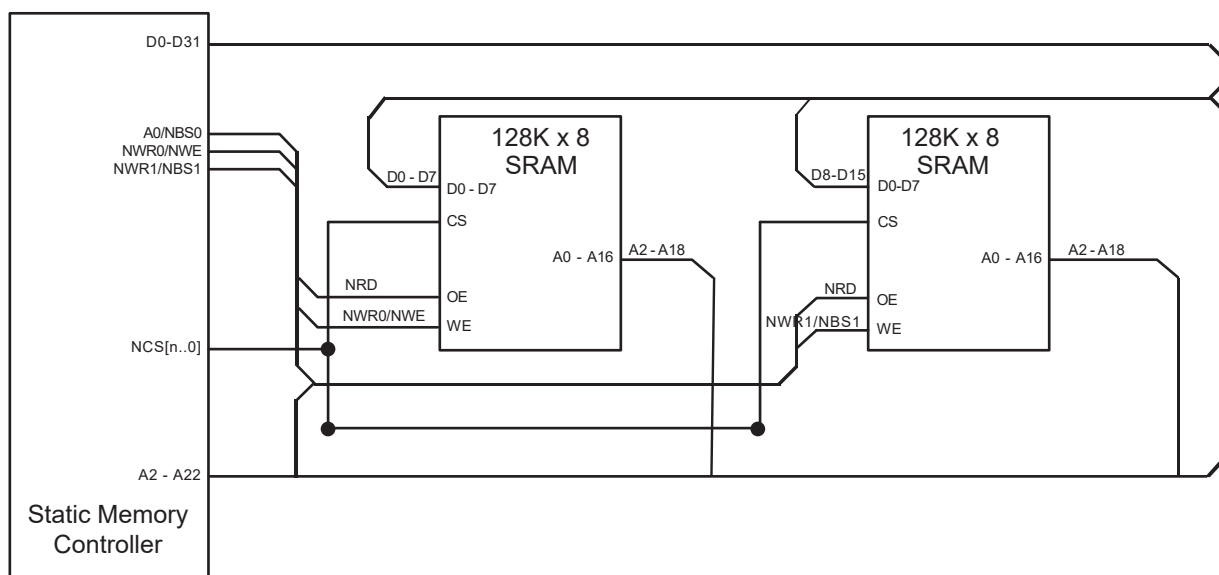 D0-D31
A0/NBS0
NWR0/NWE
NWR1/NBS1
128K x 8
SRAM
128K x 8
SRAM
D0 - D7
D0 - D7
D8-D15
D0-D7
CS
CS
A0 - A16
A2 - A18
A0 - A16
A2 - A18
NRD
OE
NRD
OE
NWR0/NWE
WE
NWR1/NBS1
WE
NCS[n..0]
A2 - A22
Static Memory
Controller